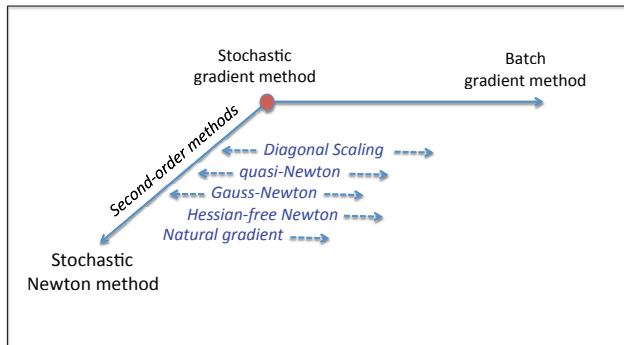 Stochastic
gradient method
Batch
gradient method
Second-order methods
Diagonal Scaling
quasi-Newton
Gauss-Newton
Hessian-free Newton
Natural gradient
Stochastic
Newton method